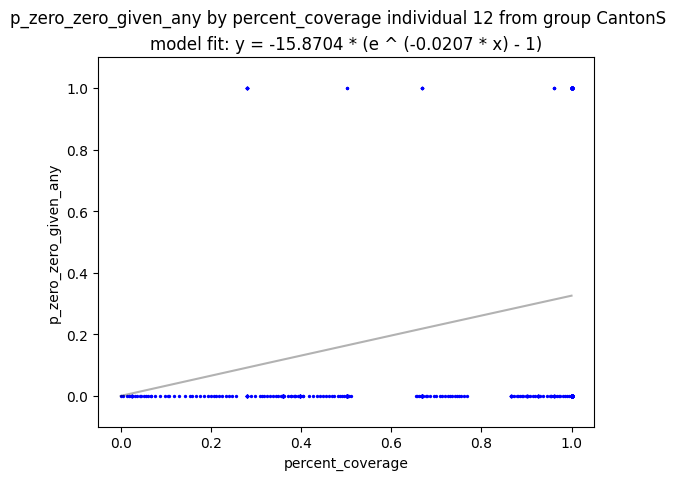 p_zero_zero_given_any by percent_coverage individual 12 from group CantonS
model fit: y = -15.8704 * (e ^ (-0.0207 * x) - 1)
1.0
0.8
0.6
0.4
0.2
0.0
p_zero_zero_given_any
0.0 0.2 0.4 0.6 0.8 1.0
percent_coverage